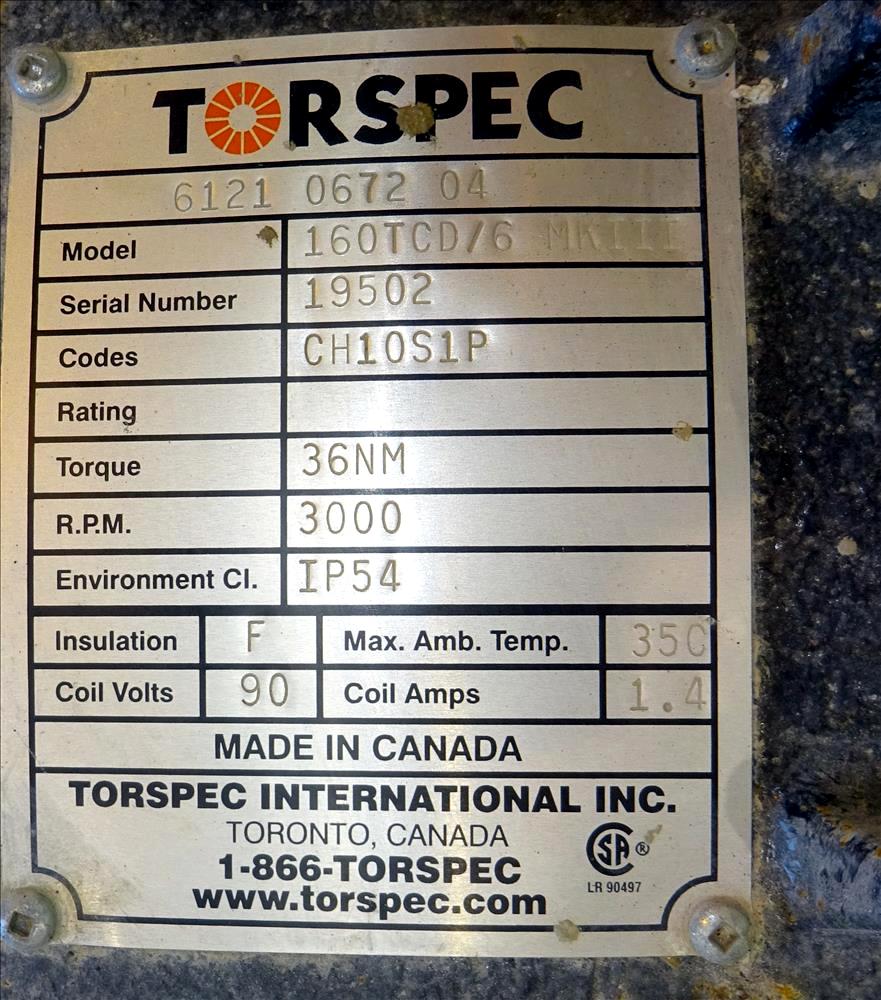 TORSPEC
6121 0672 04
Model 160TCD/6 MKIII
Serial Number 19502
Codes CH10S1P
Rating
Torque 36NM
R.P.M. 3000
Environment Cl. IP54
Insulation F Max. Amb. Temp. 35C
Coil Volts 90 Coil Amps 1.4
MADE IN CANADA
TORSPEC INTERNATIONAL INC.
TORONTO, CANADA
1-866-TORSPEC
www.torspec.com
SA ®
LR 90497